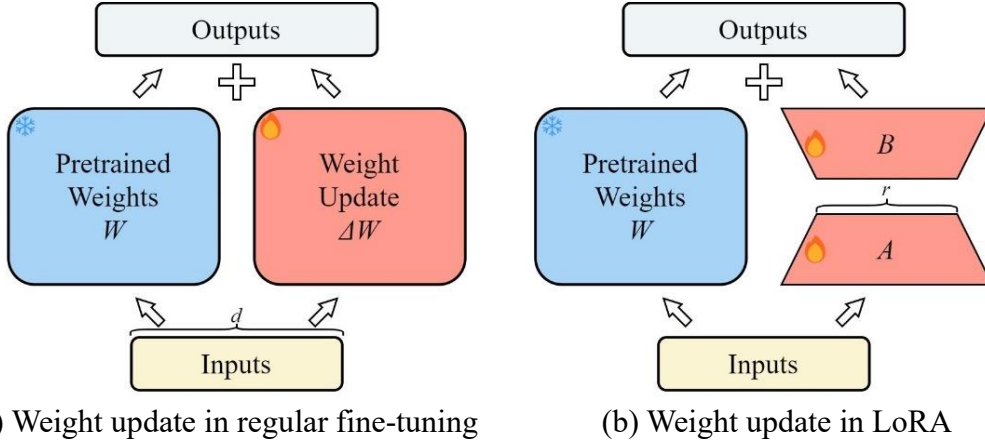 Outputs
Pretrained
Weights
W
Weight
Update
ΔW
d
Inputs
) Weight update in regular fine-tuning
Outputs
Pretrained
Weights
W
B
r
A
Inputs
(b) Weight update in LoRA